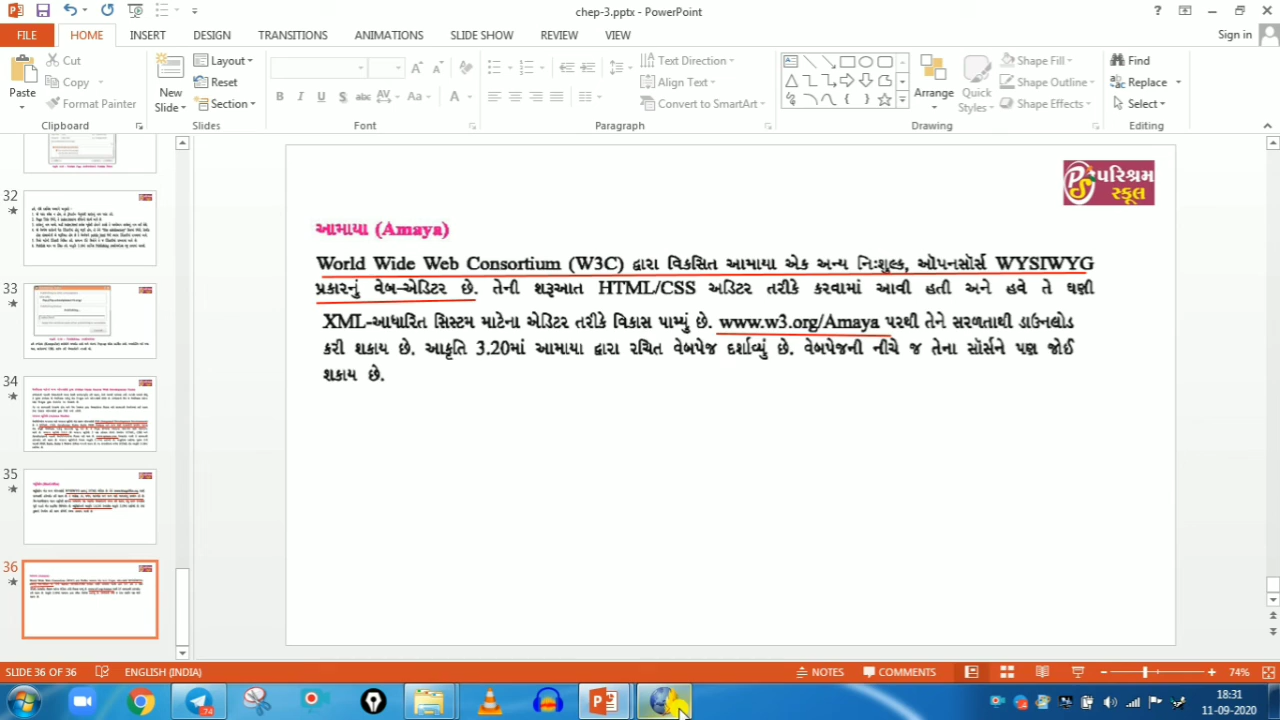 chep-3.pptx - PowerPoint
Sign in
FILE HOME INSERT DESIGN TRANSITIONS ANIMATIONS SLIDE SHOW REVIEW VIEW
Paste
Cut
Copy
Format Painter
Clipboard
New Slide
Layout
Reset
Section
Slides
B I U S abc AV Aa A
Font
Text Direction
Align Text
Convert to SmartArt
Paragraph
Arrange
Quick Styles
Shape Fill
Shape Outline
Shape Effects
Drawing
Find
Replace
Select
Editing
32
33
34
35
36
પરિશ્રમ
સ્કૂલ
આમાયા (Amaya)
World Wide Web Consortium (W3C) દ્વારા વિકસિત આમાયા એક અન્ય નિઃશુલ્ક, ઓપનસૉર્સ WYSIWYG
પ્રકારનું વેબ-એડિટર છે. તેની શરૂઆત HTML/CSS અડિટર તરીકે કરવામાં આવી હતી અને હવે તે ઘણી
XML-આધારિત સિસ્ટમ માટેના એડિટર તરીકે વિકાસ પામ્યું છે. www.w3.org/Amaya પરથી તેને સરળતાથી ડાઉનલોડ
કરી શકાય છે. આકૃતિ 3.20માં આમાયા દ્વારા રચિત વેબપેજ દર્શાવ્યું છે. વેબપેજની નીચે જ તેના સૉર્સને પણ જોઈ
શકાય છે.
SLIDE 36 OF 36 ENGLISH (INDIA) NOTES COMMENTS 74%
74
18:31
11-09-2020